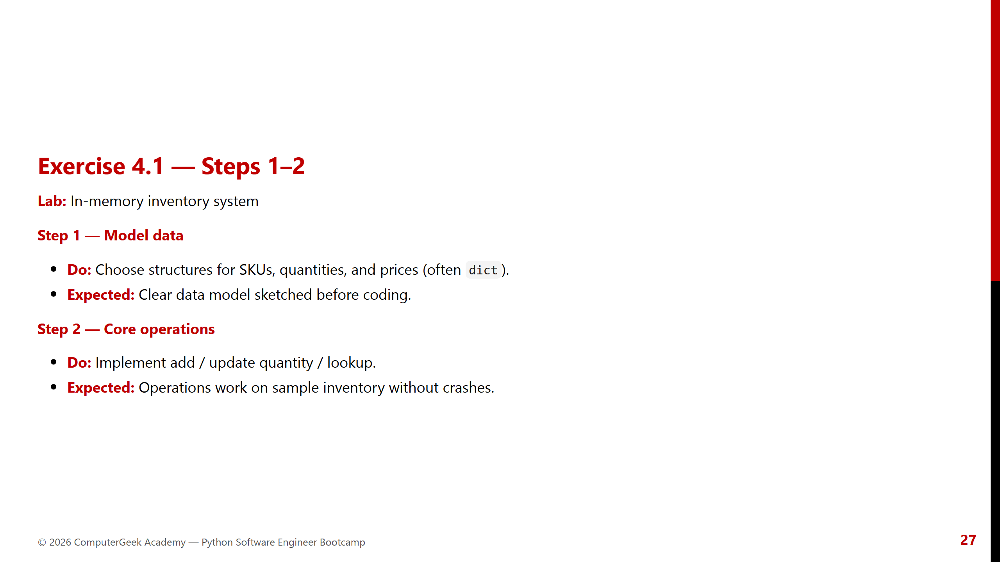 Exercise 4.1 — Steps 1–2
Lab: In-memory inventory system
Step 1 — Model data
• Do: Choose structures for SKUs, quantities, and prices (often dict).
• Expected: Clear data model sketched before coding.
Step 2 — Core operations
• Do: Implement add / update quantity / lookup.
• Expected: Operations work on sample inventory without crashes.
© 2026 ComputerGeek Academy — Python Software Engineer Bootcamp
27